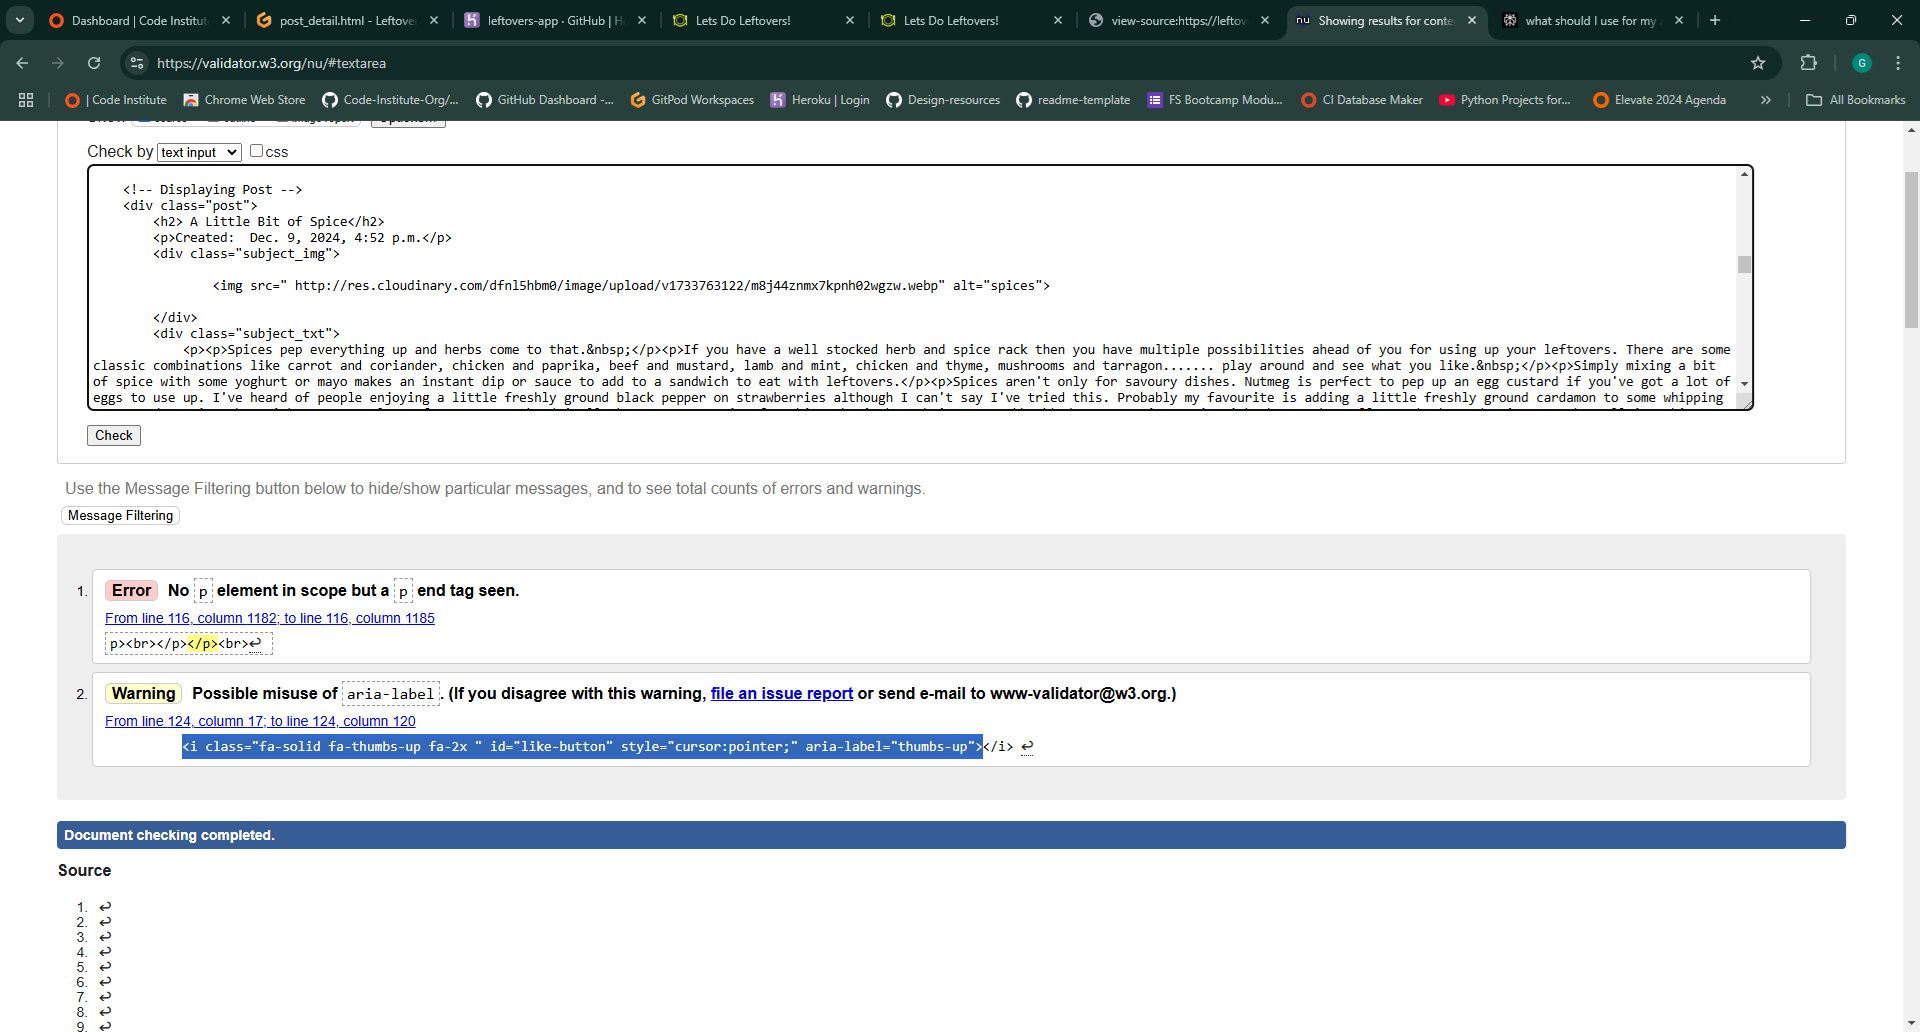 Dashboard | Code Institut
post_detail.html - Leftove
leftovers-app · GitHub | H
Lets Do Leftovers!
Lets Do Leftovers!
view-source:https://leftov
nu Showing results for conte
what should I use for my
https://validator.w3.org/nu/#textarea
G
| Code Institute
Chrome Web Store
Code-Institute-Org/...
GitHub Dashboard -...
GitPod Workspaces
Heroku | Login
Design-resources
readme-template
FS Bootcamp Modu...
CI Database Maker
Python Projects for...
Elevate 2024 Agenda
All Bookmarks
Check by text input css
<!-- Displaying Post -->
<div class="post">
<h2> A Little Bit of Spice</h2>
<p>Created:  Dec. 9, 2024, 4:52 p.m.</p>
<div class="subject_img">
<img src=" http://res.cloudinary.com/dfnl5hbm0/image/upload/v1733763122/m8j44znmx7kpnh02wgzw.webp" alt="spices">
</div>
<div class="subject_txt">
<p><p>Spices pep everything up and herbs come to that.&nbsp;</p><p>If you have a well stocked herb and spice rack then you have multiple possibilities ahead of you for using up your leftovers. There are some
classic combinations like carrot and coriander, chicken and paprika, beef and mustard, lamb and mint, chicken and thyme, mushrooms and tarragon....... play around and see what you like.&nbsp;</p><p>Simply mixing a bit
of spice with some yoghurt or mayo makes an instant dip or sauce to add to a sandwich to eat with leftovers.</p><p>Spices aren't only for savoury dishes. Nutmeg is perfect to pep up an egg custard if you've got a lot of
eggs to use up. I've heard of people enjoying a little freshly ground black pepper on strawberries although I can't say I've tried this. Probably my favourite is adding a little freshly ground cardamon to some whipping
Check
Use the Message Filtering button below to hide/show particular messages, and to see total counts of errors and warnings.
Message Filtering
1. Error No p element in scope but a p end tag seen.
From line 116, column 1182; to line 116, column 1185
p><br></p></p><br>↩
2. Warning Possible misuse of aria-label. (If you disagree with this warning, file an issue report or send e-mail to www-validator@w3.org.)
From line 124, column 17; to line 124, column 120
<i class="fa-solid fa-thumbs-up fa-2x " id="like-button" style="cursor:pointer;" aria-label="thumbs-up"></i> ↩
Document checking completed.
Source
1. ↩
2. ↩
3. ↩
4. ↩
5. ↩
6. ↩
7. ↩
8. ↩
9. ↩